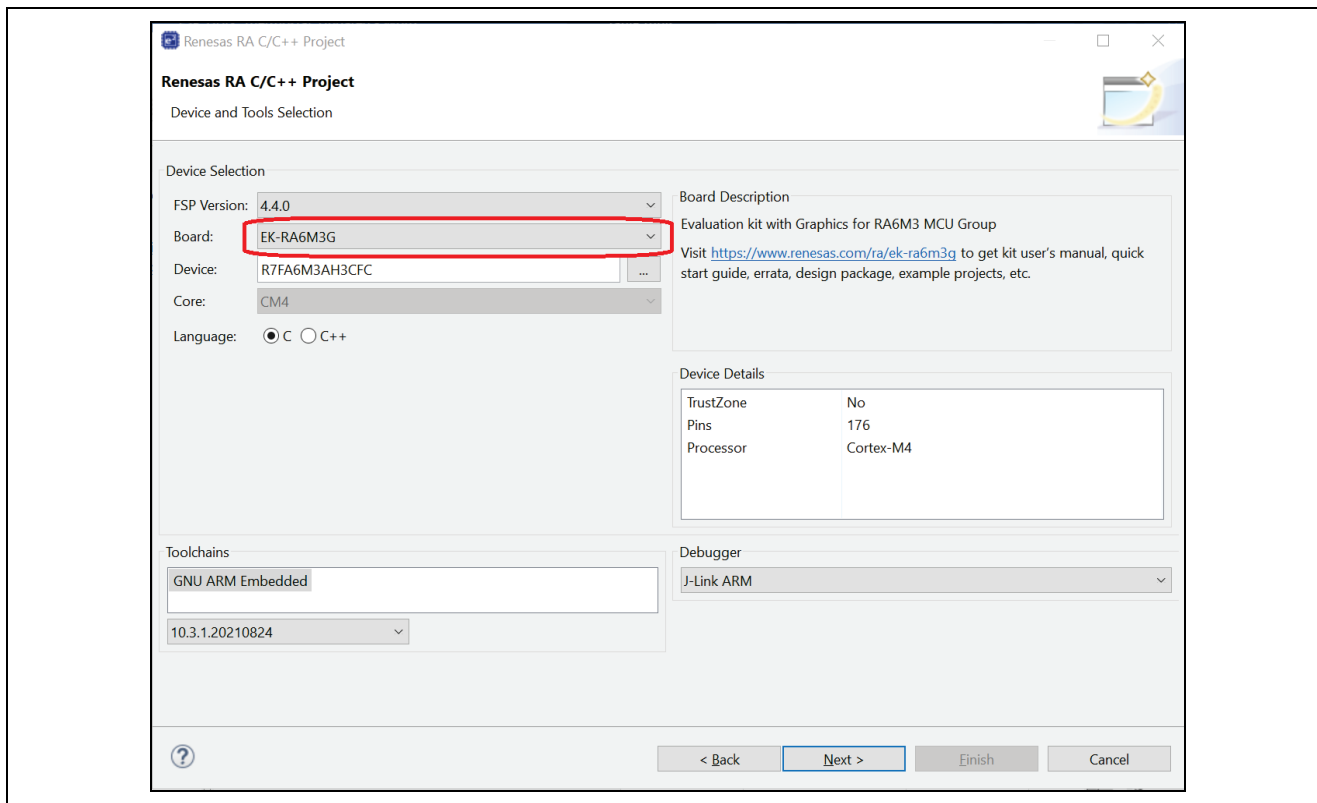 Renesas RA C/C++ Project
Renesas RA C/C++ Project
Device and Tools Selection
Device Selection
FSP Version: 4.4.0
Board: EK-RA6M3G
Device: R7FA6M3AH3CFC ...
Core: CM4
Language: C C++
Board Description
Evaluation kit with Graphics for RA6M3 MCU Group
Visit https://www.renesas.com/ra/ek-ra6m3g to get kit user's manual, quick
start guide, errata, design package, example projects, etc.
Device Details
TrustZone No
Pins 176
Processor Cortex-M4
Toolchains
GNU ARM Embedded
10.3.1.20210824
Debugger
J-Link ARM
? < Back Next > Finish Cancel